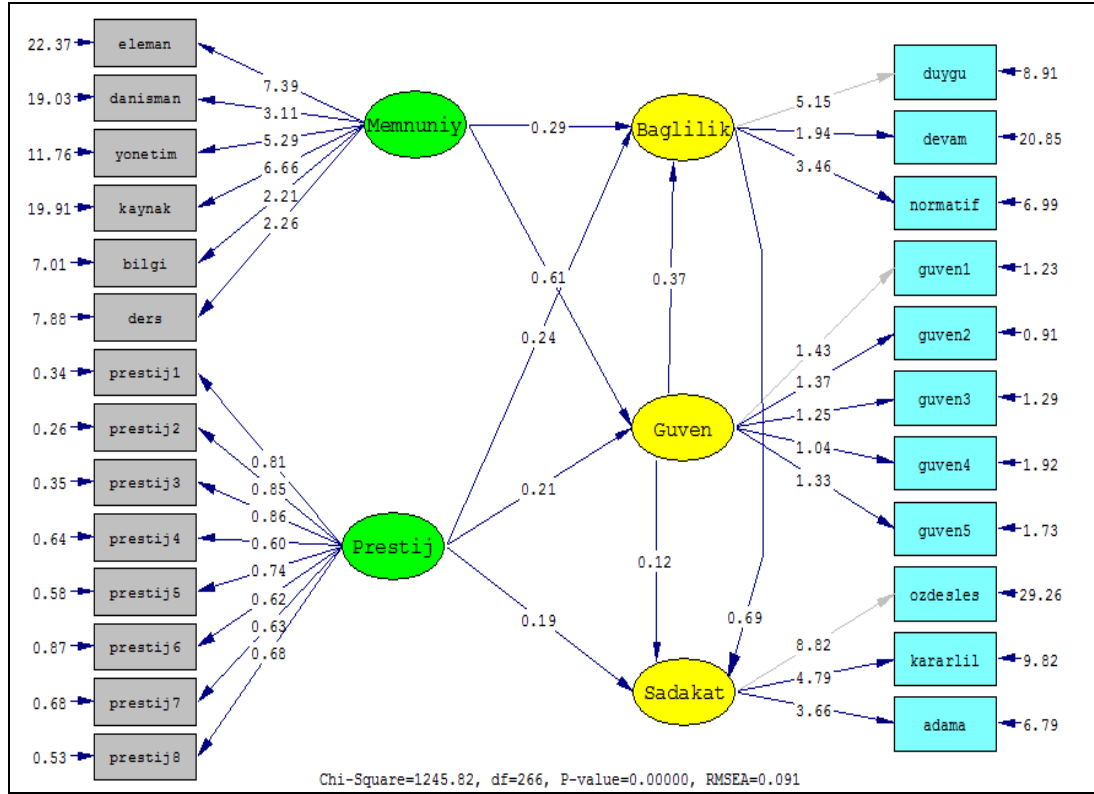 22.37 eleman
19.03 danisman
11.76 yonetim
19.91 kaynak
7.01 bilgi
7.88 ders
0.34 prestij1
0.26 prestij2
0.35 prestij3
0.64 prestij4
0.58 prestij5
0.87 prestij6
0.68 prestij7
0.53 prestij8
7.39
3.11
5.29
6.66
2.21
2.26
0.81
0.85
0.86
0.60
0.74
0.62
0.63
0.68
Memnuniy
Prestij
0.29
0.61
0.24
0.21
0.19
Baglilik
0.37
Guven
0.12
0.69
Sadakat
5.15
1.94
3.46
1.43
1.37
1.25
1.04
1.33
8.82
4.79
3.66
duygu 8.91
devam 20.85
normatif 6.99
guven1 1.23
guven2 0.91
guven3 1.29
guven4 1.92
guven5 1.73
ozdesles 29.26
kararlil 9.82
adama 6.79
Chi-Square=1245.82, df=266, P-value=0.00000, RMSEA=0.091